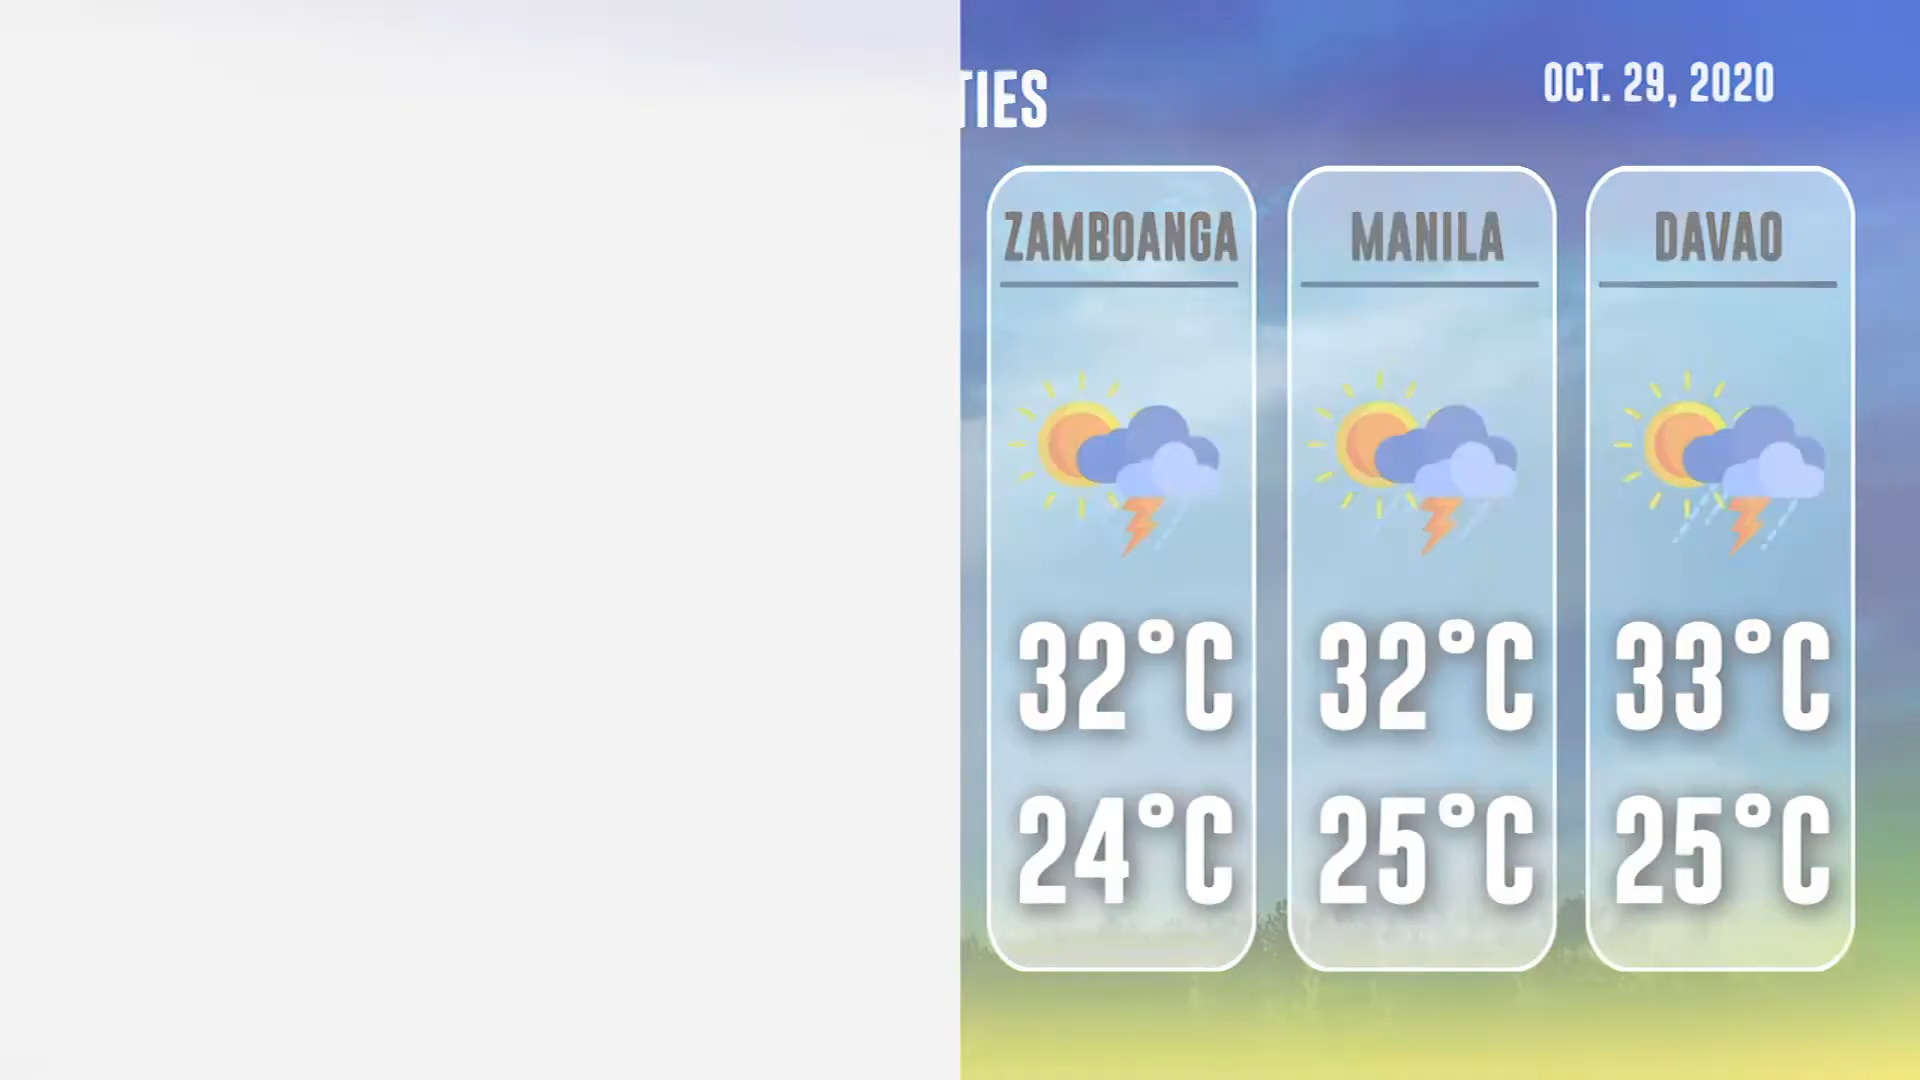 TIES
OCT. 29, 2020
ZAMBOANGA
32°C
24°C
MANILA
32°C
25°C
DAVAO
33°C
25°C